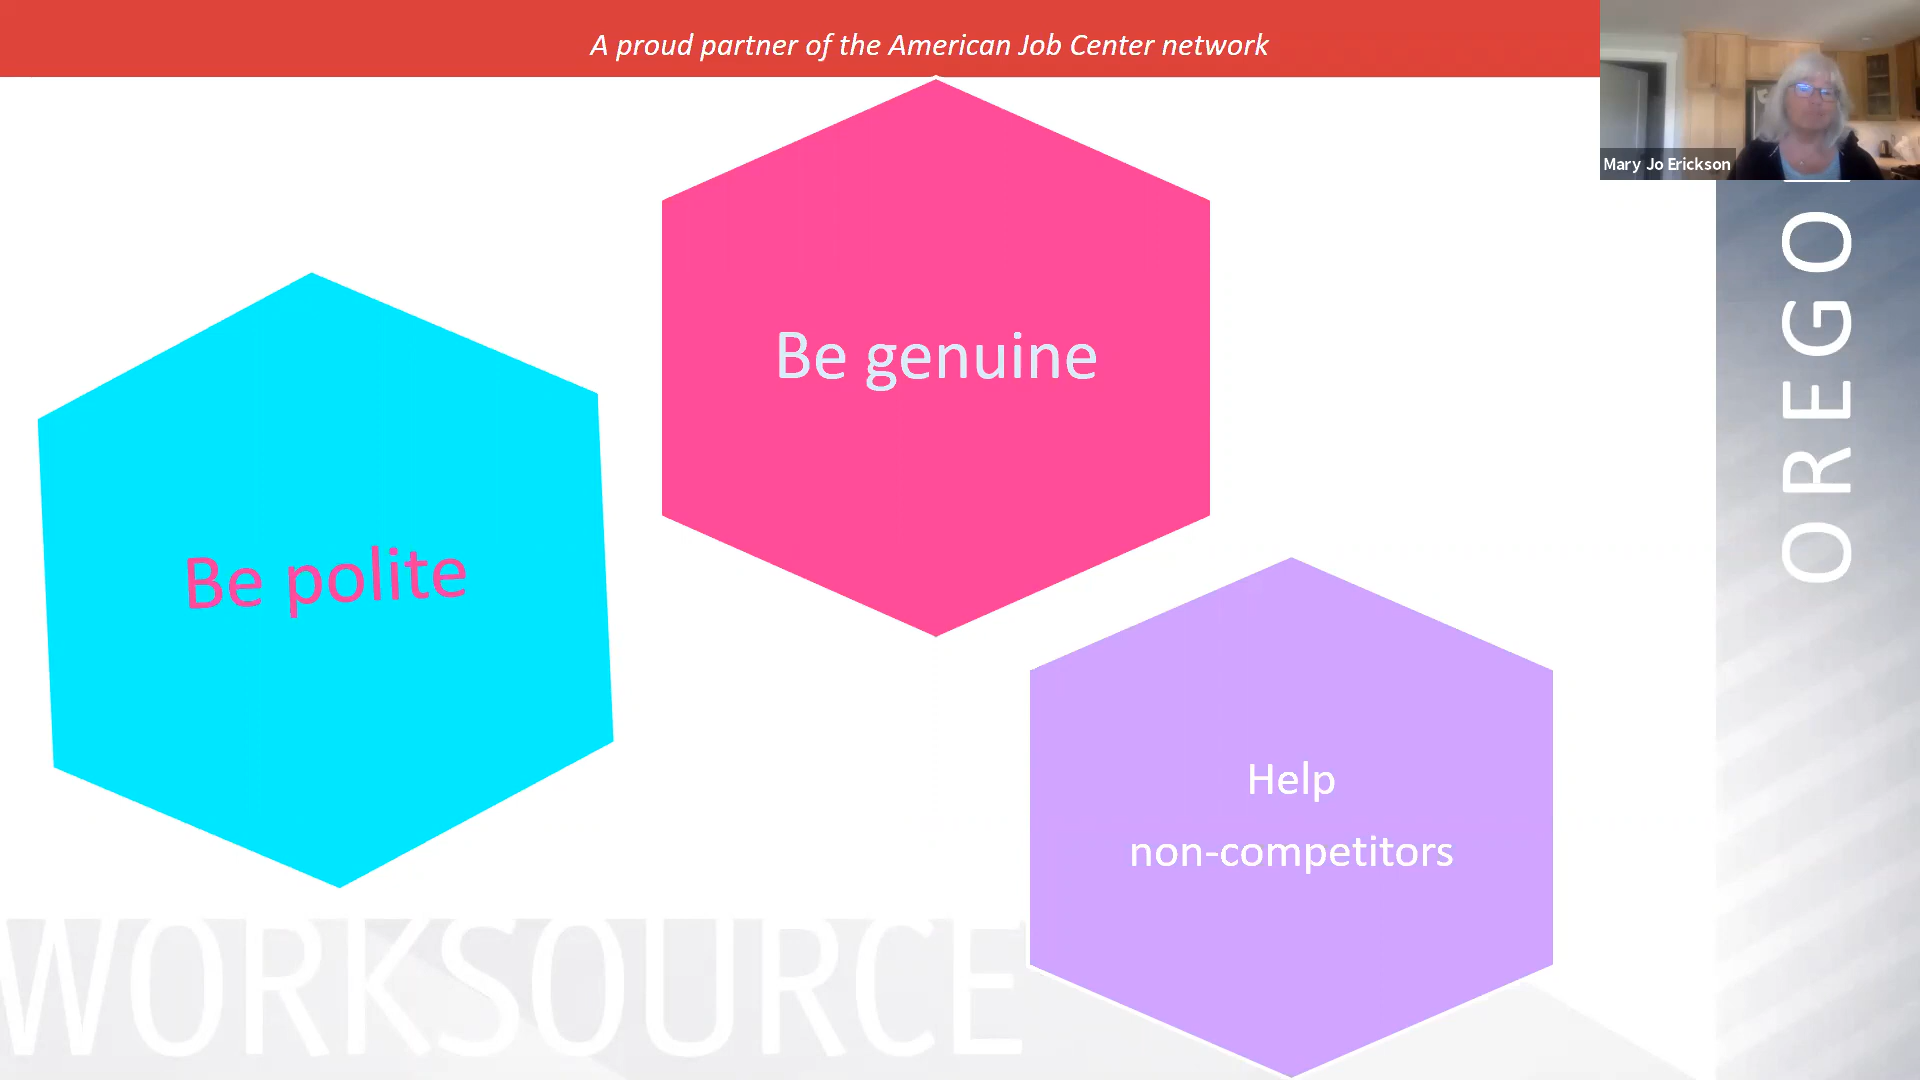 A proud partner of the American Job Center network
Mary Jo Erickson
Be genuine
Be polite
Help
non-competitors
WORKSOURCE
OREGO